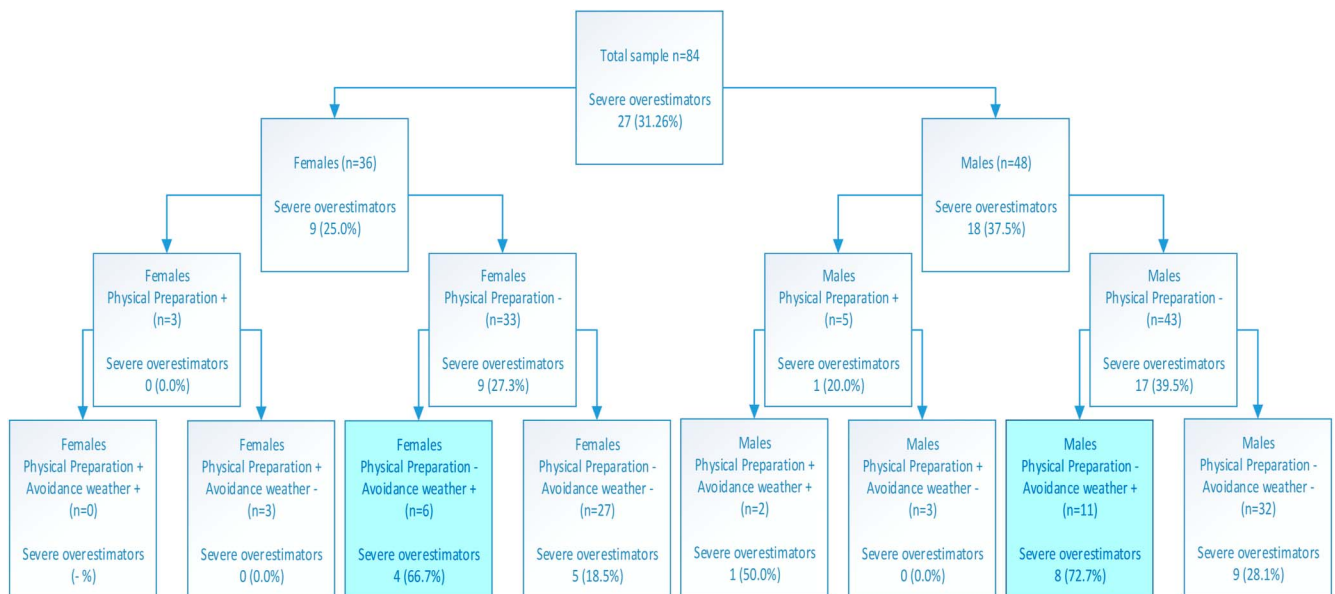 Total sample n=84
Severe overestimators
27 (31.26%)
Females (n=36)
Severe overestimators
9 (25.0%)
Males (n=48)
Severe overestimators
18 (37.5%)
Females
Physical Preparation +
(n=3)
Severe overestimators
0 (0.0%)
Females
Physical Preparation -
(n=33)
Severe overestimators
9 (27.3%)
Males
Physical Preparation +
(n=5)
Severe overestimators
1 (20.0%)
Males
Physical Preparation -
(n=43)
Severe overestimators
17 (39.5%)
Females
Physical Preparation +
Avoidance weather +
(n=0)
Severe overestimators
(- %)
Females
Physical Preparation +
Avoidance weather -
(n=3)
Severe overestimators
0 (0.0%)
Females
Physical Preparation -
Avoidance weather +
(n=6)
Severe overestimators
4 (66.7%)
Females
Physical Preparation -
Avoidance weather -
(n=27)
Severe overestimators
5 (18.5%)
Males
Physical Preparation +
Avoidance weather +
(n=2)
Severe overestimators
1 (50.0%)
Males
Physical Preparation +
Avoidance weather -
(n=3)
Severe overestimators
0 (0.0%)
Males
Physical Preparation -
Avoidance weather +
(n=11)
Severe overestimators
8 (72.7%)
Males
Physical Preparation -
Avoidance weather -
(n=32)
Severe overestimators
9 (28.1%)